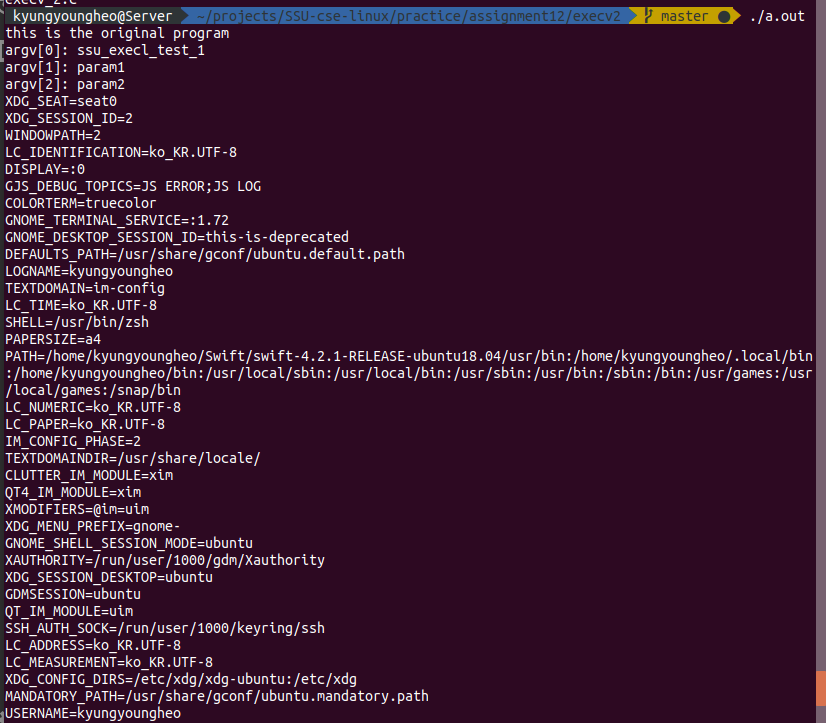 execv_2.c
kyungyoungheo@Server ~/projects/SSU-cse-linux/practice/assignment12/execv2 master ● ./a.out
this is the original program
argv[0]: ssu_execl_test_1
argv[1]: param1
argv[2]: param2
XDG_SEAT=seat0
XDG_SESSION_ID=2
WINDOWPATH=2
LC_IDENTIFICATION=ko_KR.UTF-8
DISPLAY=:0
GJS_DEBUG_TOPICS=JS ERROR;JS LOG
COLORTERM=truecolor
GNOME_TERMINAL_SERVICE=:1.72
GNOME_DESKTOP_SESSION_ID=this-is-deprecated
DEFAULTS_PATH=/usr/share/gconf/ubuntu.default.path
LOGNAME=kyungyoungheo
TEXTDOMAIN=im-config
LC_TIME=ko_KR.UTF-8
SHELL=/usr/bin/zsh
PAPERSIZE=a4
PATH=/home/kyungyoungheo/Swift/swift-4.2.1-RELEASE-ubuntu18.04/usr/bin:/home/kyungyoungheo/.local/bin
:/home/kyungyoungheo/bin:/usr/local/sbin:/usr/local/bin:/usr/sbin:/usr/bin:/sbin:/bin:/usr/games:/usr
/local/games:/snap/bin
LC_NUMERIC=ko_KR.UTF-8
LC_PAPER=ko_KR.UTF-8
IM_CONFIG_PHASE=2
TEXTDOMAINDIR=/usr/share/locale/
CLUTTER_IM_MODULE=xim
QT4_IM_MODULE=xim
XMODIFIERS=@im=uim
XDG_MENU_PREFIX=gnome-
GNOME_SHELL_SESSION_MODE=ubuntu
XAUTHORITY=/run/user/1000/gdm/Xauthority
XDG_SESSION_DESKTOP=ubuntu
GDMSESSION=ubuntu
QT_IM_MODULE=uim
SSH_AUTH_SOCK=/run/user/1000/keyring/ssh
LC_ADDRESS=ko_KR.UTF-8
LC_MEASUREMENT=ko_KR.UTF-8
XDG_CONFIG_DIRS=/etc/xdg/xdg-ubuntu:/etc/xdg
MANDATORY_PATH=/usr/share/gconf/ubuntu.mandatory.path
USERNAME=kyungyoungheo